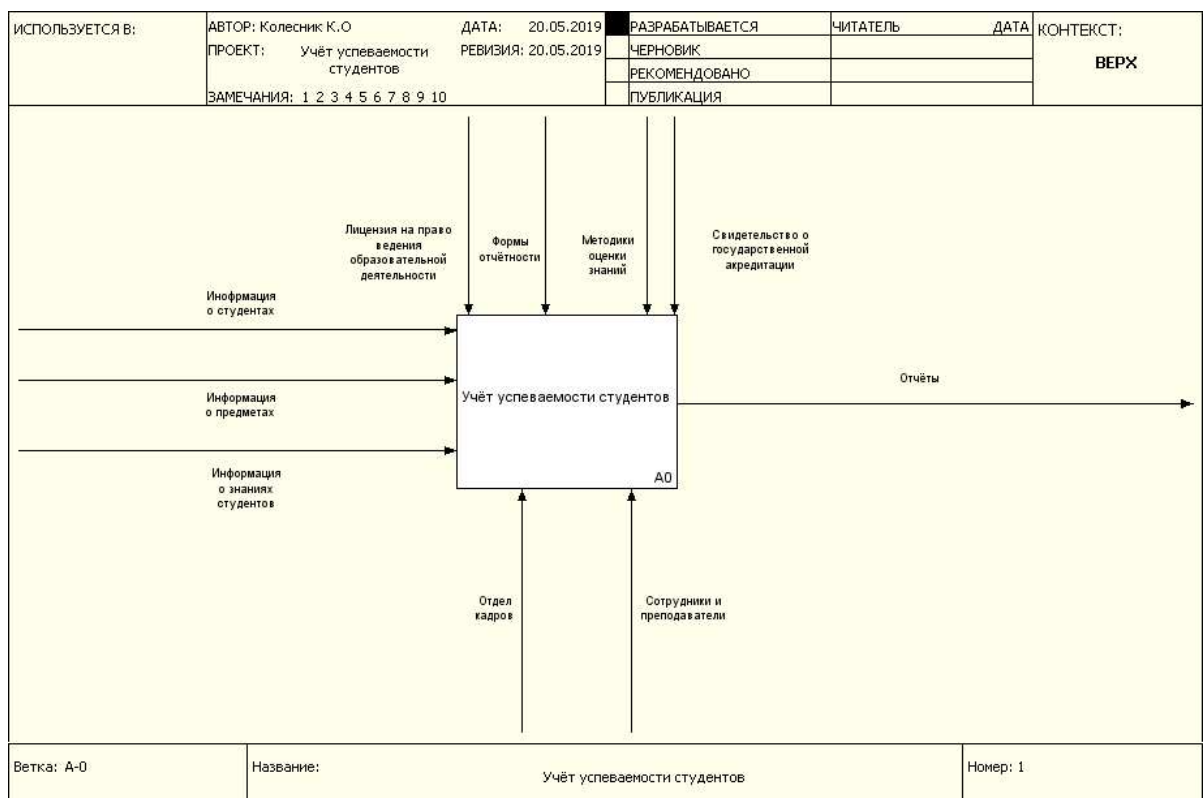 ИСПОЛЬЗУЕТСЯ В:
АВТОР: Колесник К.О
ДАТА: 20.05.2019
РАЗРАБАТЫВАЕТСЯ
ЧИТАТЕЛЬ
ДАТА
КОНТЕКСТ:
ПРОЕКТ: Учёт успеваемости
студентов
РЕВИЗИЯ: 20.05.2019
ЧЕРНОВИК
ВЕРХ
РЕКОМЕНДОВАНО
ЗАМЕЧАНИЯ: 1 2 3 4 5 6 7 8 9 10
ПУБЛИКАЦИЯ
Лицензия на право
ведения
образовательной
деятельности
Формы
отчётности
Методики
оценки
знаний
Свидетельство о
государственной
акредитации
Инофрмация
о студентах
Информация
о предметах
Информация
о знаниях
студентов
Учёт успеваемости студентов
A0
Отчёты
Отдел
кадров
Сотрудники и
преподаватели
Ветка: A-0
Название:
Учёт успеваемости студентов
Номер: 1